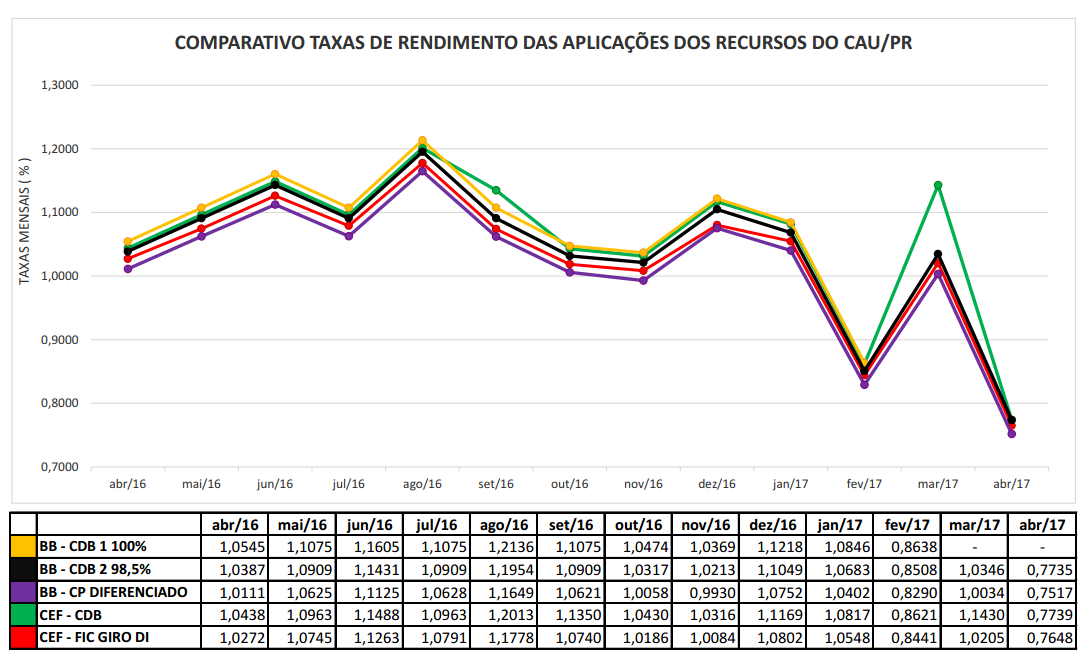 COMPARATIVO TAXAS DE RENDIMENTO DAS APLICAÇÕES DOS RECURSOS DO CAU/PR
TAXAS MENSAIS ( % )
1,3000
1,2000
1,1000
1,0000
0,9000
0,8000
0,7000
abr/16 mai/16 jun/16 jul/16 ago/16 set/16 out/16 nov/16 dez/16 jan/17 fev/17 mar/17 abr/17
abr/16 mai/16 jun/16 jul/16 ago/16 set/16 out/16 nov/16 dez/16 jan/17 fev/17 mar/17 abr/17
BB - CDB 1 100% 1,0545 1,1075 1,1605 1,1075 1,2136 1,1075 1,0474 1,0369 1,1218 1,0846 0,8638 - -
BB - CDB 2 98,5% 1,0387 1,0909 1,1431 1,0909 1,1954 1,0909 1,0317 1,0213 1,1049 1,0683 0,8508 1,0346 0,7735
BB - CP DIFERENCIADO 1,0111 1,0625 1,1125 1,0628 1,1649 1,0621 1,0058 0,9930 1,0752 1,0402 0,8290 1,0034 0,7517
CEF - CDB 1,0438 1,0963 1,1488 1,0963 1,2013 1,1350 1,0430 1,0316 1,1169 1,0817 0,8621 1,1430 0,7739
CEF - FIC GIRO DI 1,0272 1,0745 1,1263 1,0791 1,1778 1,0740 1,0186 1,0084 1,0802 1,0548 0,8441 1,0205 0,7648